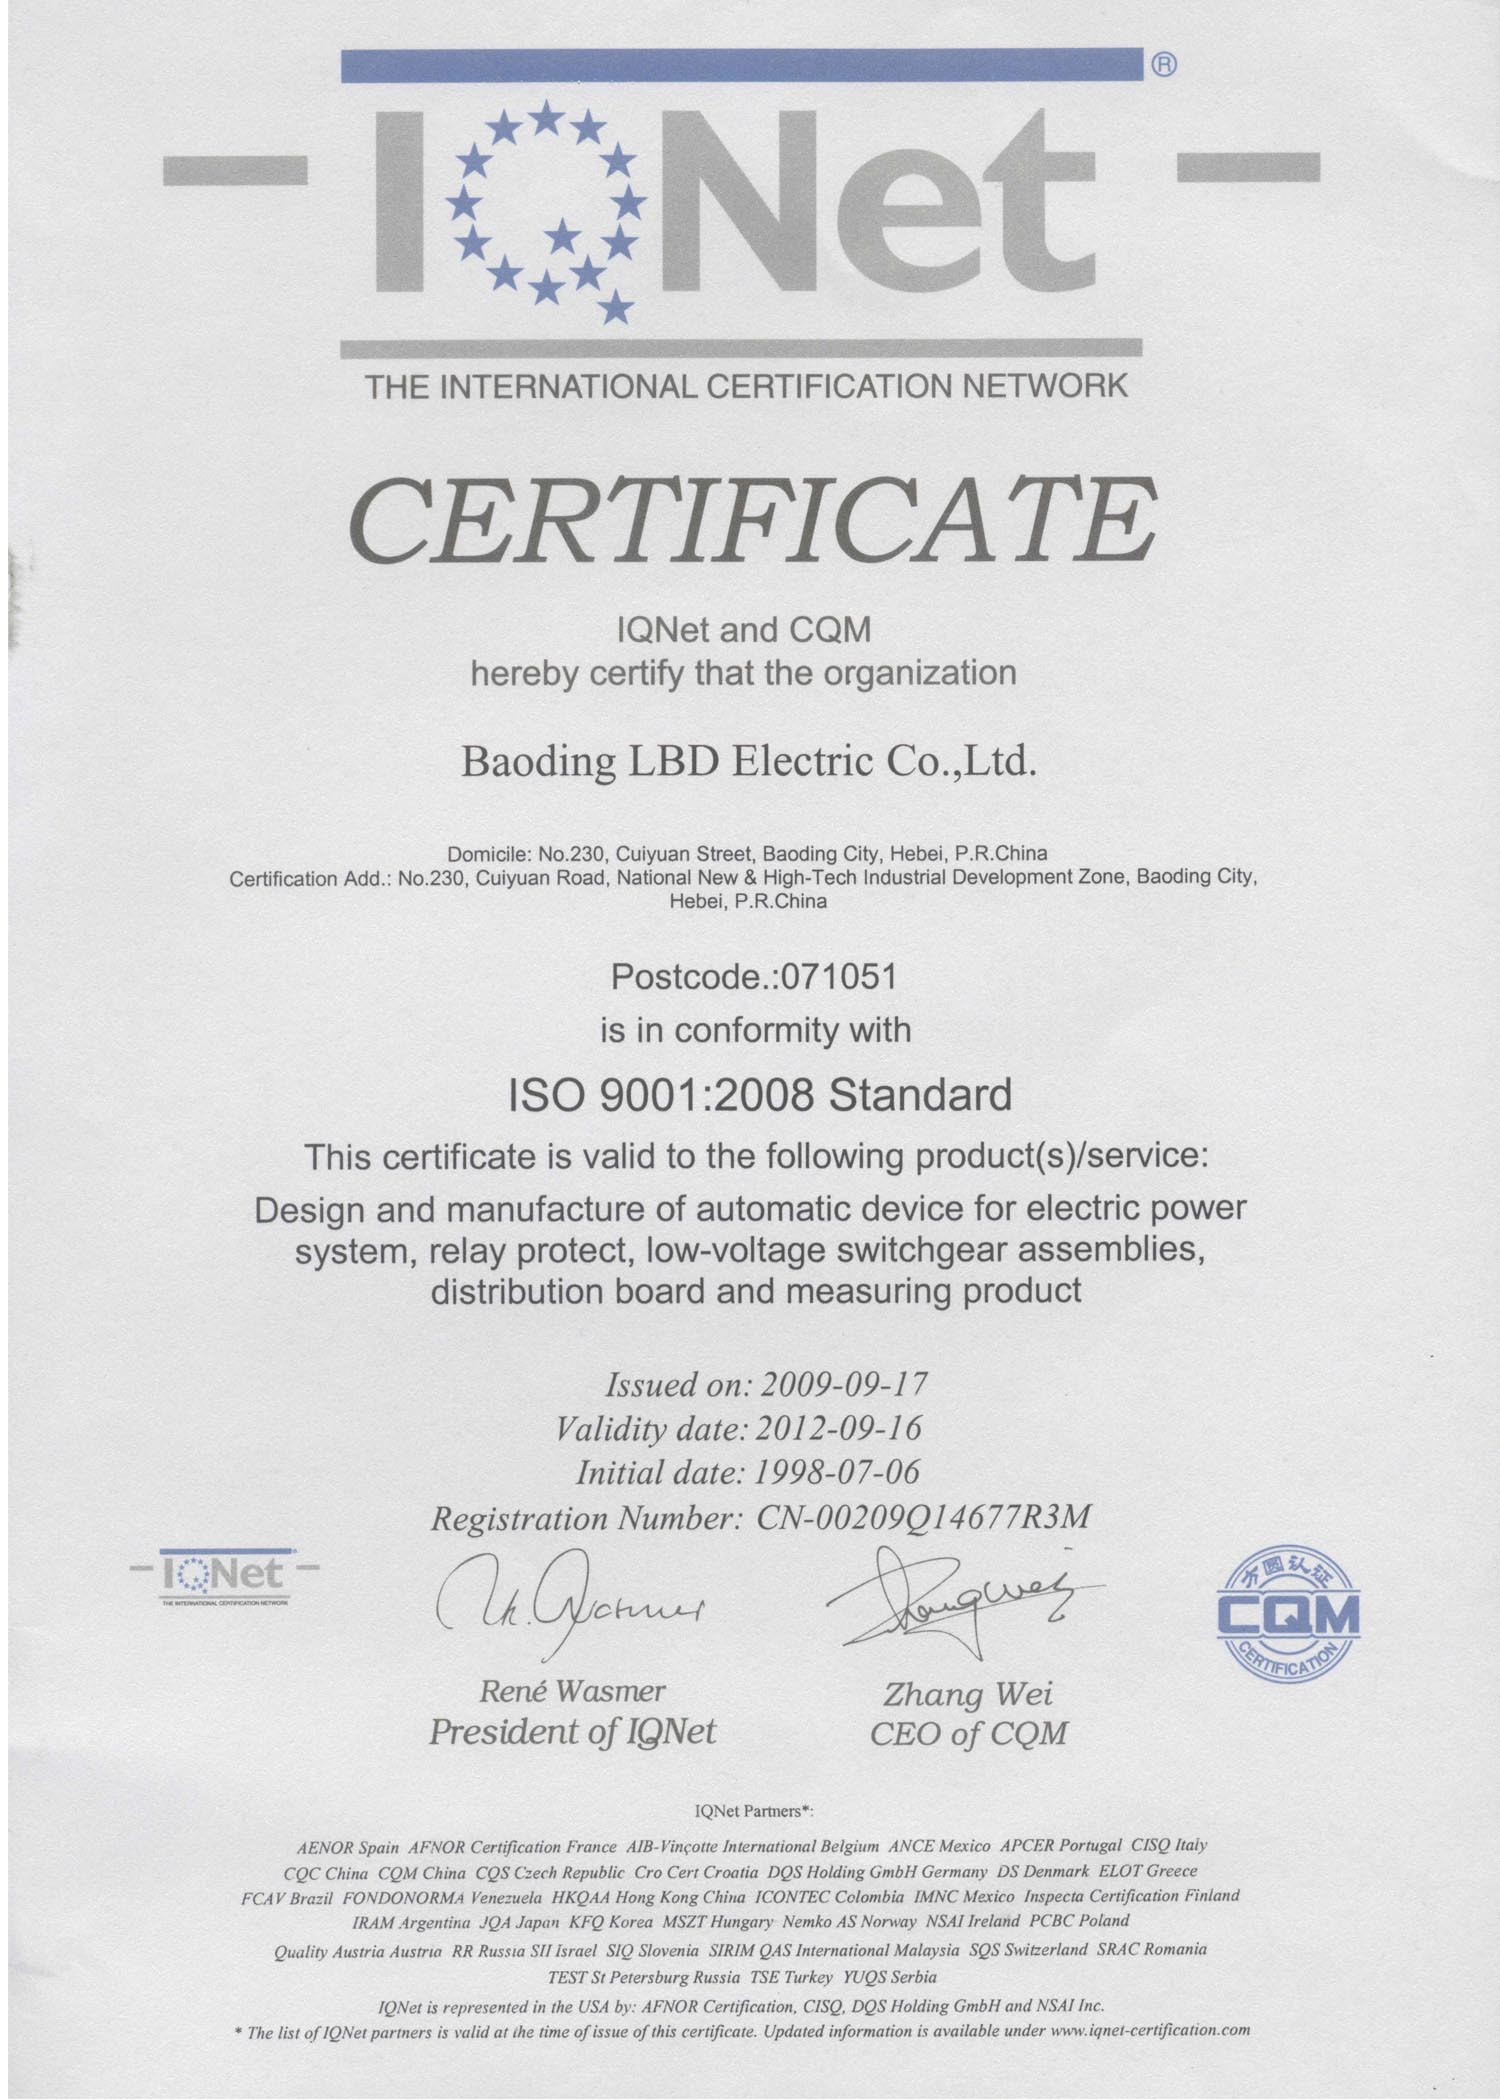 IQNet ®
THE INTERNATIONAL CERTIFICATION NETWORK
CERTIFICATE
IQNet and CQM
hereby certify that the organization
Baoding LBD Electric Co.,Ltd.
Domicile: No.230, Cuiyuan Street, Baoding City, Hebei, P.R.China
Certification Add.: No.230, Cuiyuan Road, National New & High-Tech Industrial Development Zone, Baoding City,
Hebei, P.R.China
Postcode.:071051
is in conformity with
ISO 9001:2008 Standard
This certificate is valid to the following product(s)/service:
Design and manufacture of automatic device for electric power
system, relay protect, low-voltage switchgear assemblies,
distribution board and measuring product
Issued on: 2009-09-17
Validity date: 2012-09-16
Initial date: 1998-07-06
Registration Number: CN-00209Q14677R3M
IQNet
THE INTERNATIONAL CERTIFICATION NETWORK
方圆认证
CQM
CERTIFICATION
René Wasmer
President of IQNet
Zhang Wei
CEO of CQM
IQNet Partners*:
AENOR Spain AFNOR Certification France AIB-Vinçotte International Belgium ANCE Mexico APCER Portugal CISQ Italy
CQC China CQM China CQS Czech Republic Cro Cert Croatia DQS Holding GmbH Germany DS Denmark ELOT Greece
FCAV Brazil FONDONORMA Venezuela HKQAA Hong Kong China ICONTEC Colombia IMNC Mexico Inspecta Certification Finland
IRAM Argentina JQA Japan KFQ Korea MSZT Hungary Nemko AS Norway NSAI Ireland PCBC Poland
Quality Austria Austria RR Russia SII Israel SIQ Slovenia SIRIM QAS International Malaysia SQS Switzerland SRAC Romania
TEST St Petersburg Russia TSE Turkey YUQS Serbia
IQNet is represented in the USA by: AFNOR Certification, CISQ, DQS Holding GmbH and NSAI Inc.
* The list of IQNet partners is valid at the time of issue of this certificate. Updated information is available under www.iqnet-certification.com